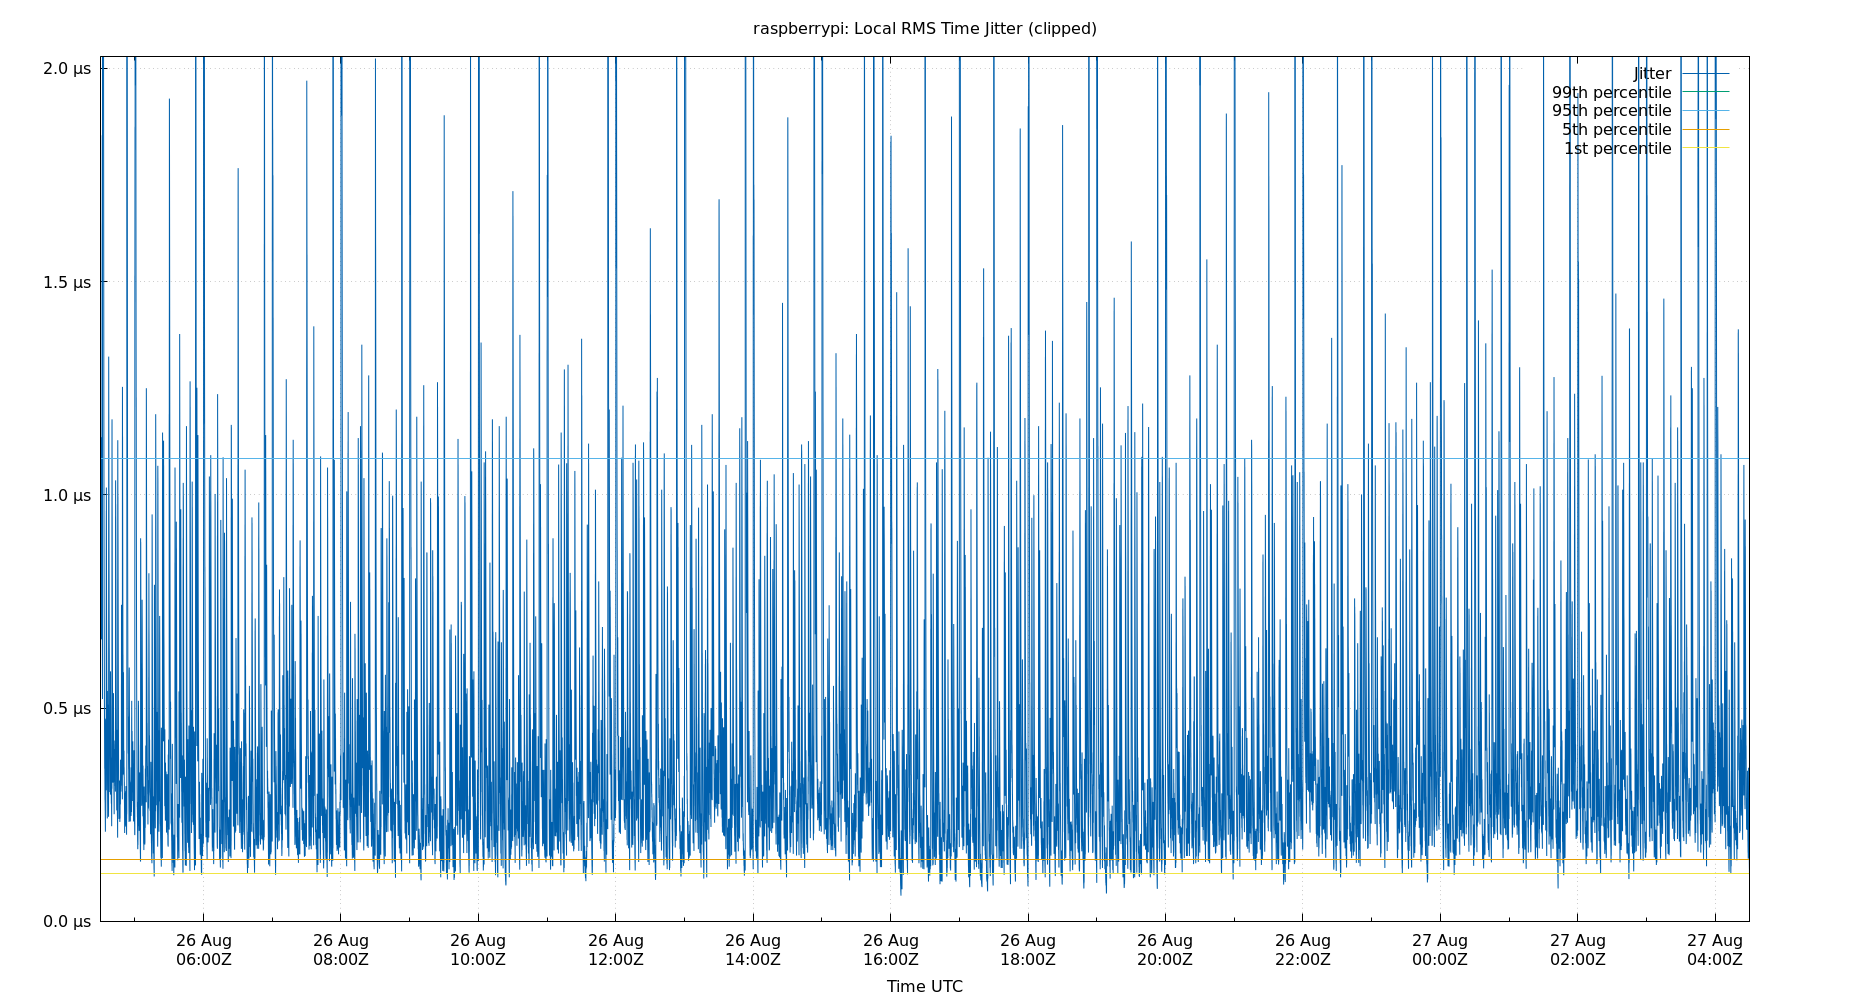 raspberrypi: Local RMS Time Jitter (clipped)
2.0 µs
1.5 µs
1.0 µs
0.5 µs
0.0 µs
Jitter
99th percentile
95th percentile
5th percentile
1st percentile
26 Aug 26 Aug 26 Aug 26 Aug 26 Aug 26 Aug 26 Aug 26 Aug 26 Aug 27 Aug 27 Aug 27 Aug
06:00Z 08:00Z 10:00Z 12:00Z 14:00Z 16:00Z 18:00Z 20:00Z 22:00Z 00:00Z 02:00Z 04:00Z
Time UTC